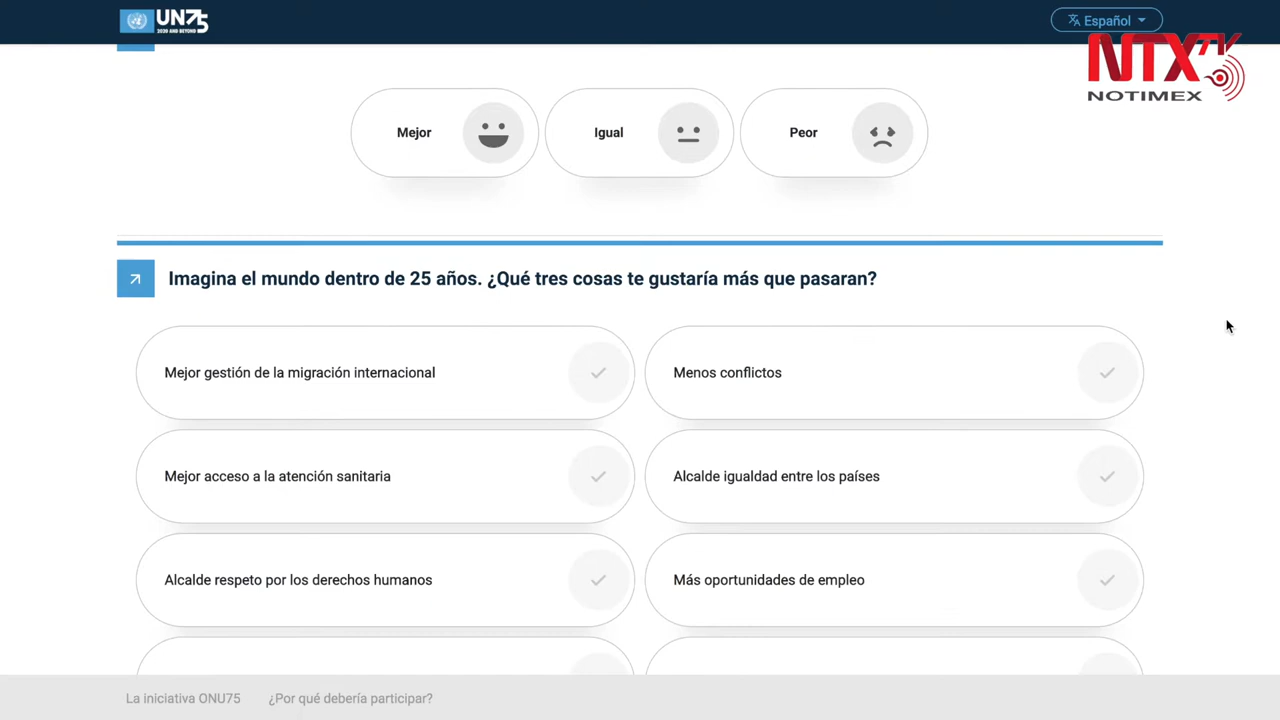 UN75
2020 AND BEYOND
Español
NTX TV
NOTIMEX
Mejor
Igual
Peor
Imagina el mundo dentro de 25 años. ¿Qué tres cosas te gustaría más que pasaran?
Mejor gestión de la migración internacional
Menos conflictos
Mejor acceso a la atención sanitaria
Alcalde igualdad entre los países
Alcalde respeto por los derechos humanos
Más oportunidades de empleo
La iniciativa ONU75
¿Por qué debería participar?